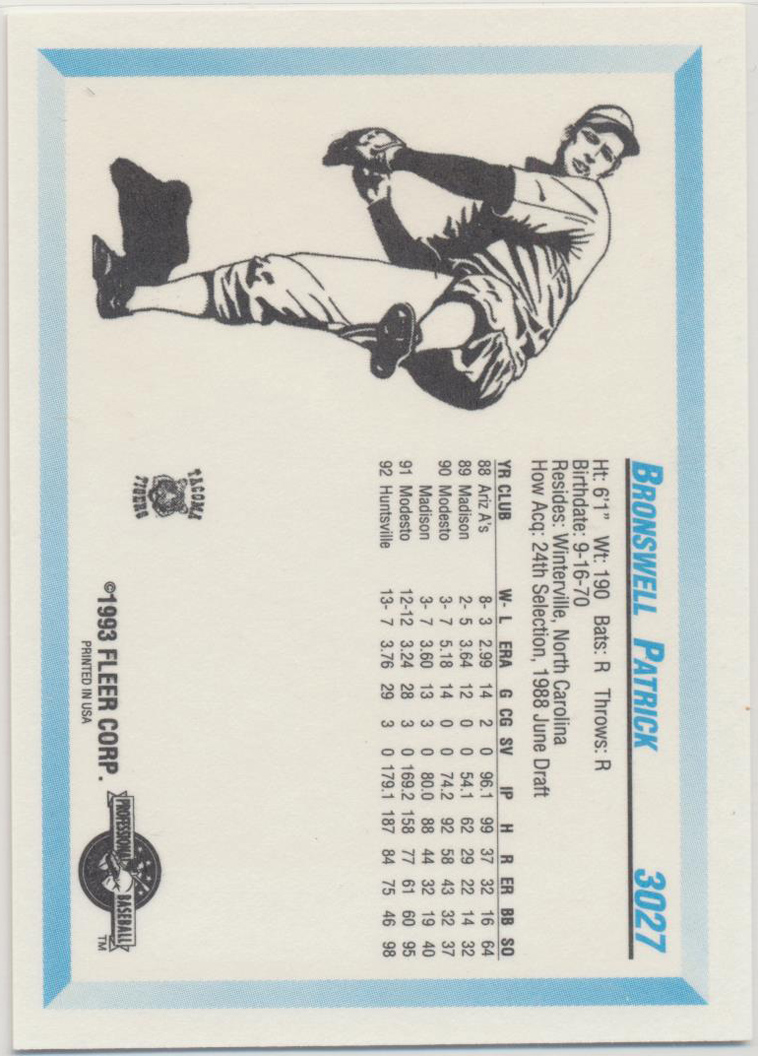 BRONSWELL PATRICK 3027
Ht: 6'1" Wt: 190 Bats: R Throws: R
Birthdate: 9-16-70
Resides: Winterville, North Carolina
How Acq: 24th Selection, 1988 June Draft
YR CLUB W- L ERA G CG SV IP H R ER BB SO
88 Ariz A's 8- 3 2.99 14 2 0 96.1 99 37 32 16 64
89 Madison 2- 5 3.64 12 0 0 54.1 62 29 22 14 32
90 Modesto 3- 7 5.18 14 0 0 74.2 92 58 43 32 37
Madison 3- 7 3.60 13 3 0 80.0 88 44 32 19 40
91 Modesto 12-12 3.24 28 3 0 169.2 158 77 61 60 95
92 Huntsville 13- 7 3.76 29 3 0 179.1 187 84 75 46 98
TACOMA
TIGERS
©1993 FLEER CORP.
PRINTED IN USA
PROFESSIONAL
BASEBALL
TM